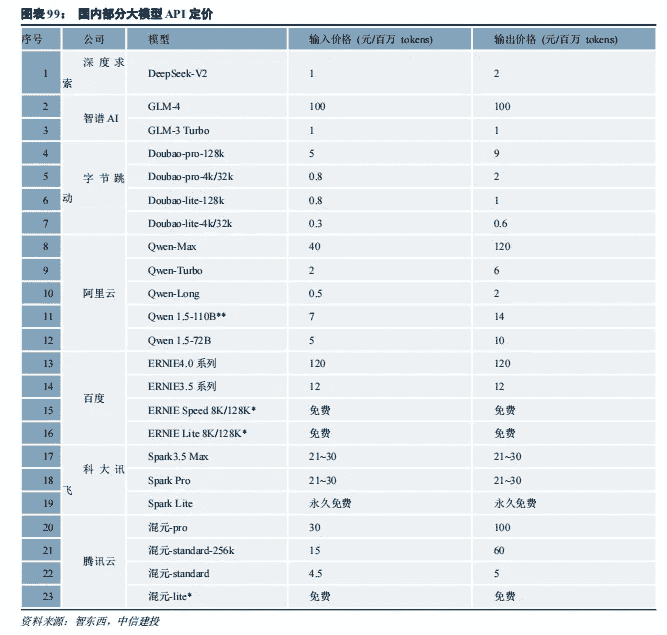 图表 99： 国内部分大模型 API 定价
序号 公司 模型 输入价格 (元/百万 tokens) 输出价格 (元/百万 tokens)
1 深度求索 DeepSeek-V2 1 2
2 智谱 AI GLM-4 100 100
3 GLM-3 Turbo 1 1
4 字节跳动 Doubao-pro-128k 5 9
5 Doubao-pro-4k/32k 0.8 2
6 Doubao-lite-128k 0.8 1
7 Doubao-lite-4k/32k 0.3 0.6
8 阿里云 Qwen-Max 40 120
9 Qwen-Turbo 2 6
10 Qwen-Long 0.5 2
11 Qwen 1.5-110B** 7 14
12 Qwen 1.5-72B 5 10
13 百度 ERNIE4.0 系列 120 120
14 ERNIE3.5 系列 12 12
15 ERNIE Speed 8K/128K* 免费 免费
16 ERNIE Lite 8K/128K* 免费 免费
17 科大讯飞 Spark3.5 Max 21~30 21~30
18 Spark Pro 21~30 21~30
19 Spark Lite 永久免费 永久免费
20 腾讯云 混元-pro 30 100
21 混元-standard-256k 15 60
22 混元-standard 4.5 5
23 混元-lite* 免费 免费
资料来源：智东西，中信建投